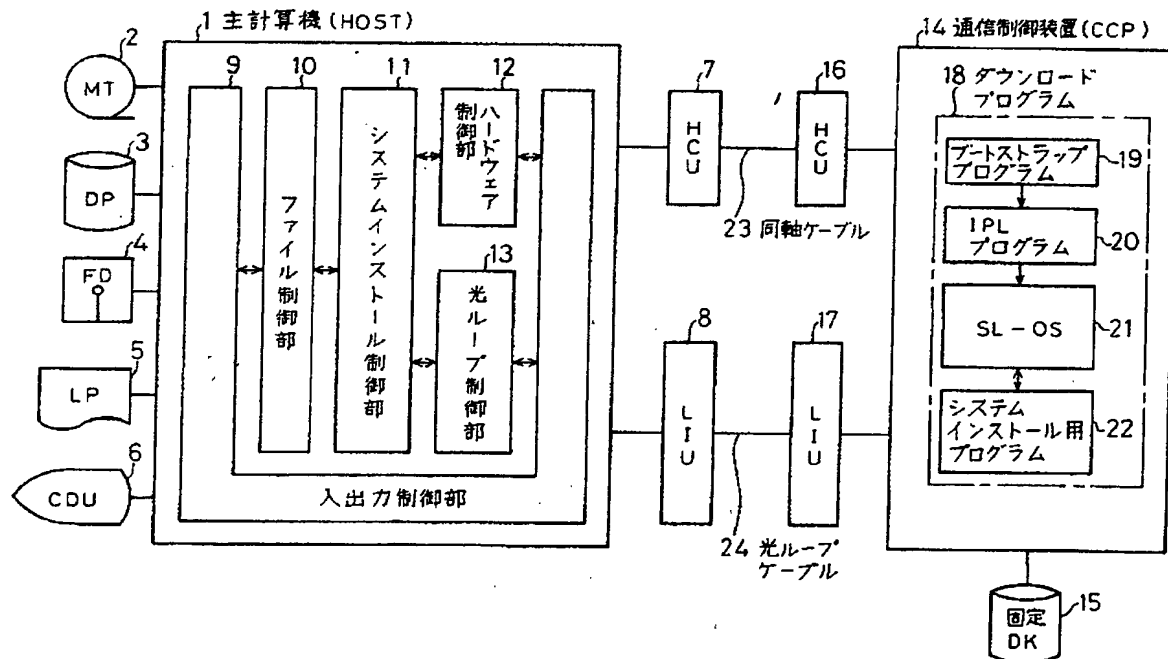 1 主計算機(HOST)
2
MT
3
DP
4
FD
5
LP
6
CDU
9
10
11
12
ファイル制御部
システムインストール制御部
ハードウェア
制御部
13
光ループ制御部
入出力制御部
7
HCU
16
HCU
23 同軸ケーブル
8
LIU
17
LIU
24 光ループ
ケーブル
14 通信制御装置(CCP)
18 ダウンロード
プログラム
ブートストラップ
プログラム
19
IPL
プログラム
20
SL-OS
21
システム
インストール用
プログラム
22
固定
DK
15